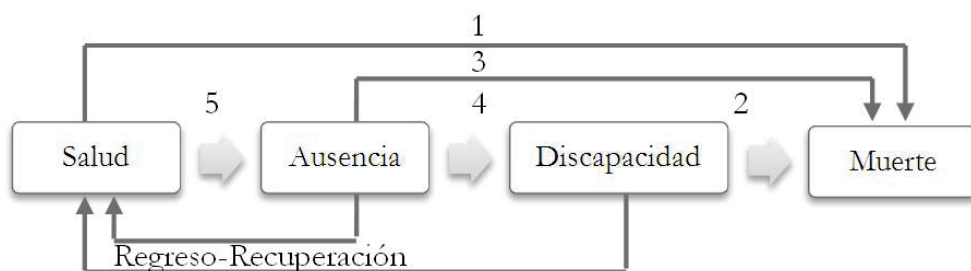 1
3
5
4
2
Salud
Ausencia
Discapacidad
Muerte
Regreso-Recuperación